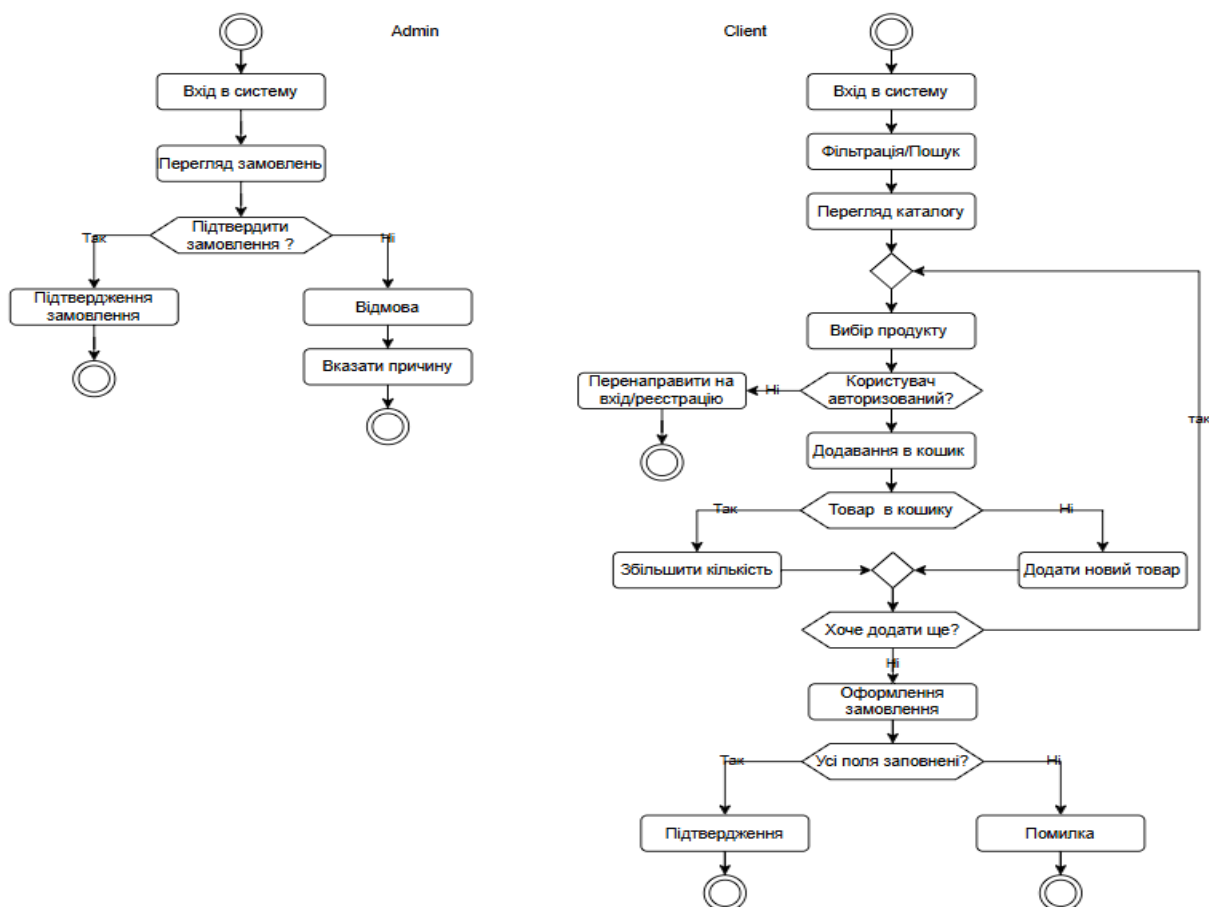 Admin
Вхід в систему
Перегляд замовлень
Підтвердити
замовлення ?
Так
Ні
Підтвердження
замовлення
Відмова
Вказати причину
Client
Вхід в систему
Фільтрація/Пошук
Перегляд каталогу
Вибір продукту
Користувач
авторизований?
Ні
Перенаправити на
вхід/реєстрацію
так
Додавання в кошик
Товар в кошику
Так
Ні
Збільшити кількість
Додати новий товар
Хоче додати ще?
Ні
Оформлення
замовлення
Усі поля заповнені?
Так
Ні
Підтвердження
Помилка